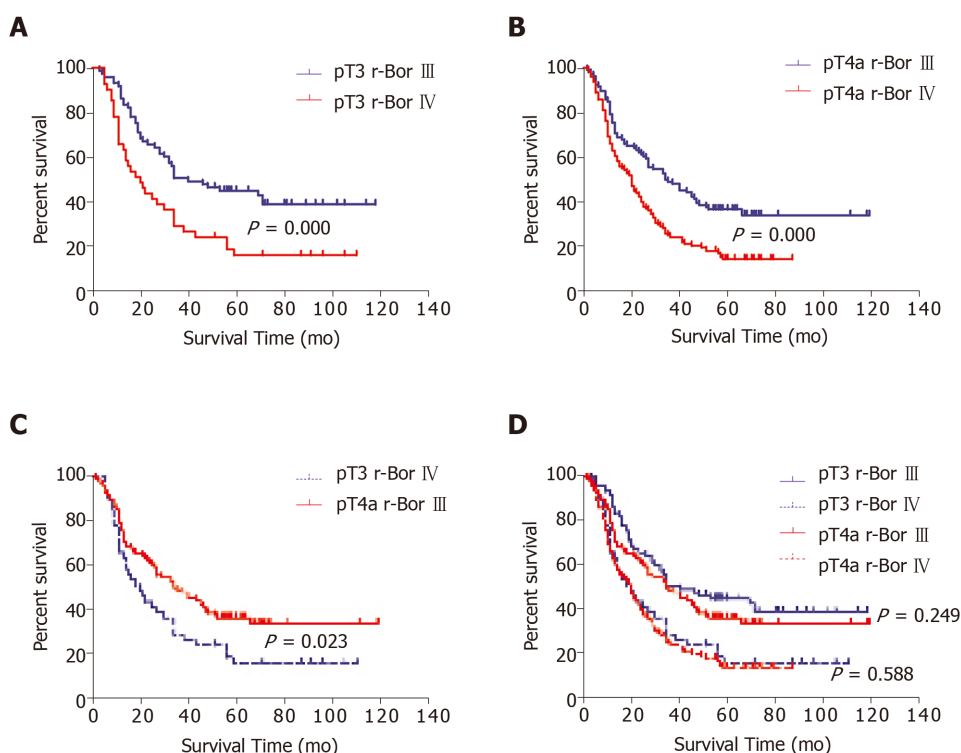 A
100
80
60
40
20
0
Percent survival
pT3 r-Bor Ⅲ
pT3 r-Bor Ⅳ
P = 0.000
0 20 40 60 80 100 120 140
Survival Time (mo)
B
100
80
60
40
20
0
Percent survival
pT4a r-Bor Ⅲ
pT4a r-Bor Ⅳ
P = 0.000
0 20 40 60 80 100 120 140
Survival Time (mo)
C
100
80
60
40
20
0
Percent survival
pT3 r-Bor Ⅳ
pT4a r-Bor Ⅲ
P = 0.023
0 20 40 60 80 100 120 140
Survival Time (mo)
D
100
80
60
40
20
0
Percent survival
pT3 r-Bor Ⅲ
pT3 r-Bor Ⅳ
pT4a r-Bor Ⅲ
pT4a r-Bor Ⅳ
P = 0.249
P = 0.588
0 20 40 60 80 100 120 140
Survival Time (mo)